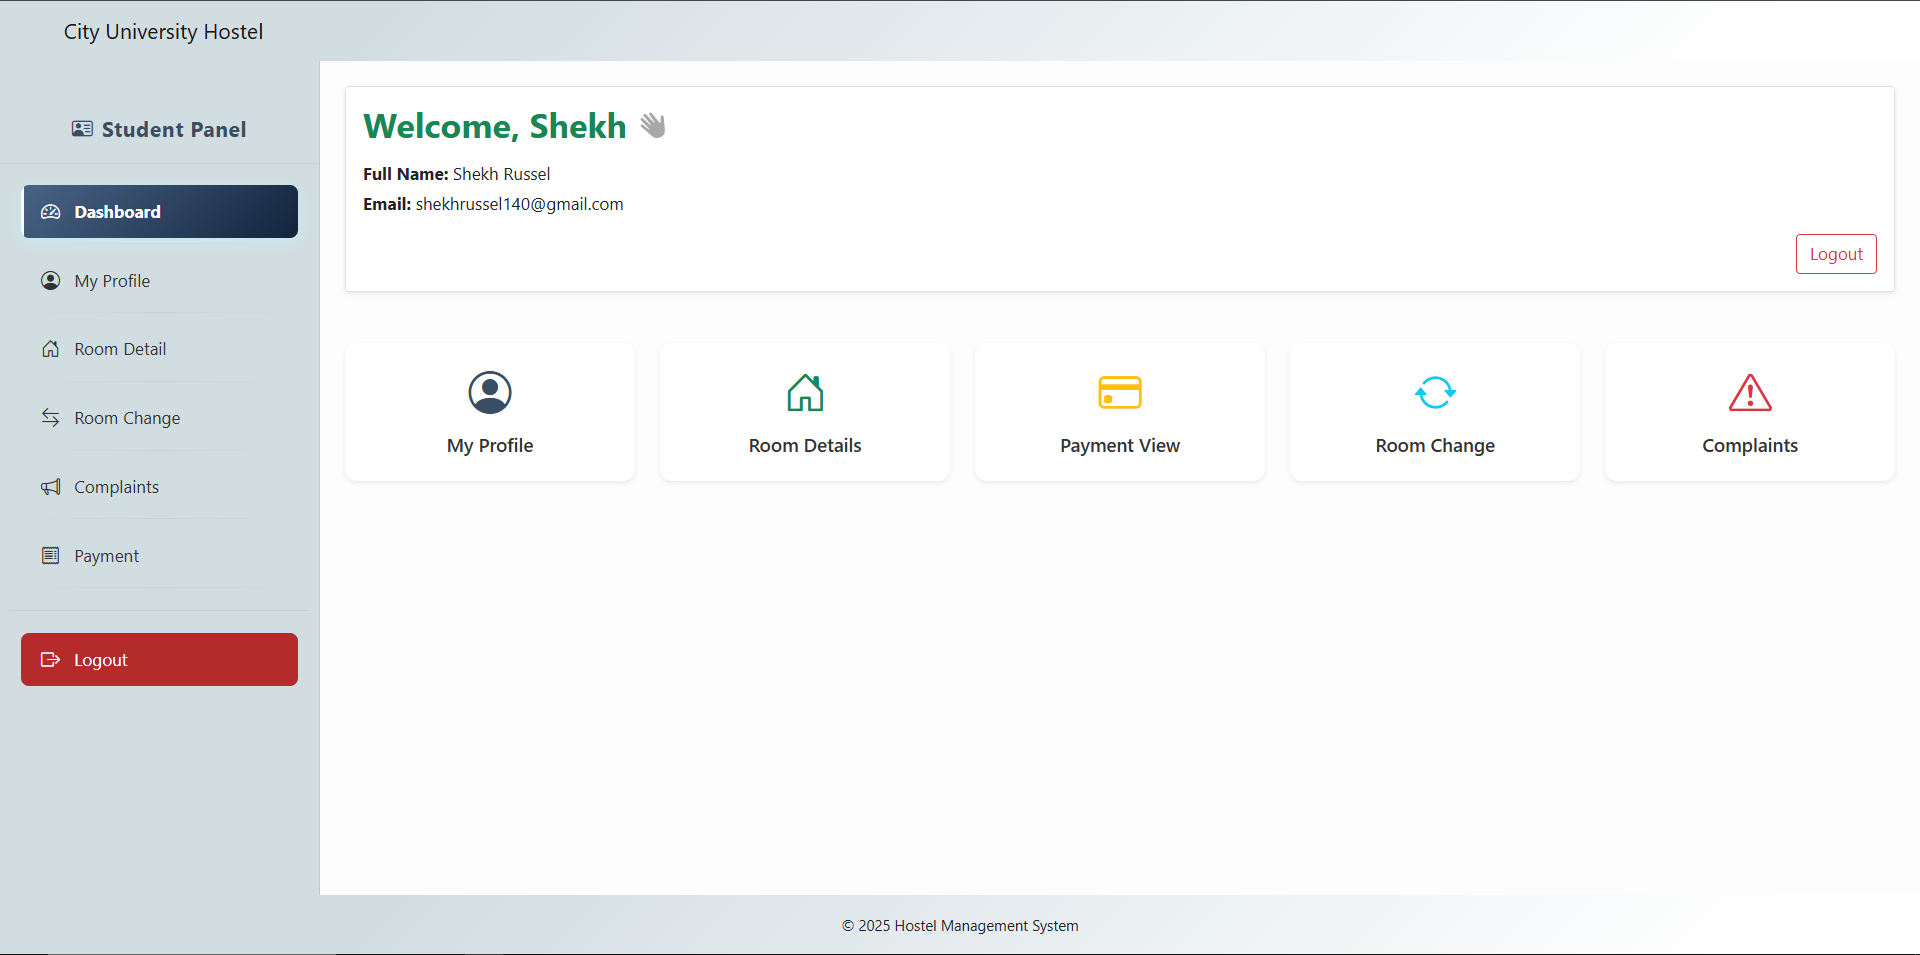 City University Hostel
Student Panel
Dashboard
My Profile
Room Detail
Room Change
Complaints
Payment
Logout
Welcome, Shekh 👋
Full Name: Shekh Russel
Email: shekhrussel140@gmail.com
Logout
My Profile
Room Details
Payment View
Room Change
Complaints
© 2025 Hostel Management System